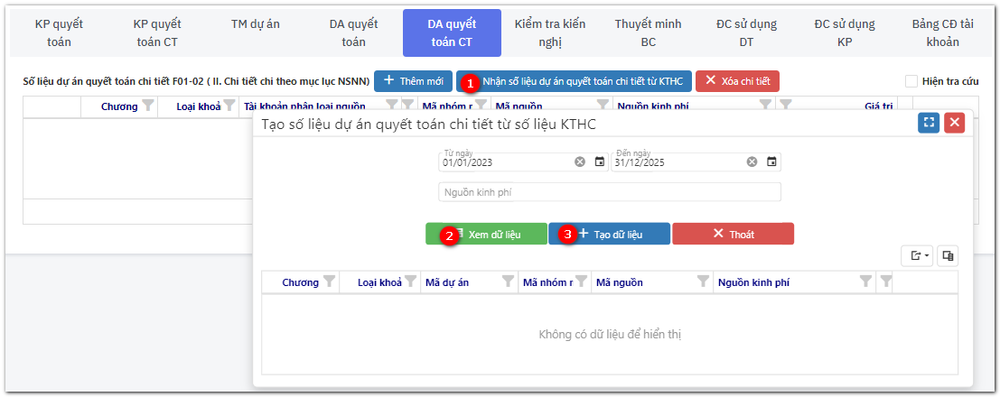 KP quyết toán
KP quyết toán CT
TM dự án
DA quyết toán
DA quyết toán CT
Kiểm tra kiến nghị
Thuyết minh BC
ĐC sử dụng DT
ĐC sử dụng KP
Bảng CĐ tài khoản
Số liệu dự án quyết toán chi tiết F01-02 ( II. Chi tiết chi theo mục lục NSNN) Thêm mới 1 Nhận số liệu dự án quyết toán chi tiết từ KTHC Xóa chi tiết Hiện tra cứu
Chương Loại khoả Tài khoản phân loại nguồn Mã nhóm r Mã nguồn Nguồn kinh phí Giá trị
Tạo số liệu dự án quyết toán chi tiết từ số liệu KTHC
Từ ngày Đến ngày
01/01/2023 31/12/2025
Nguồn kinh phí
2 Xem dữ liệu 3 Tạo dữ liệu Thoát
Chương Loại khoả Mã dự án Mã nhóm r Mã nguồn Nguồn kinh phí
Không có dữ liệu để hiển thị